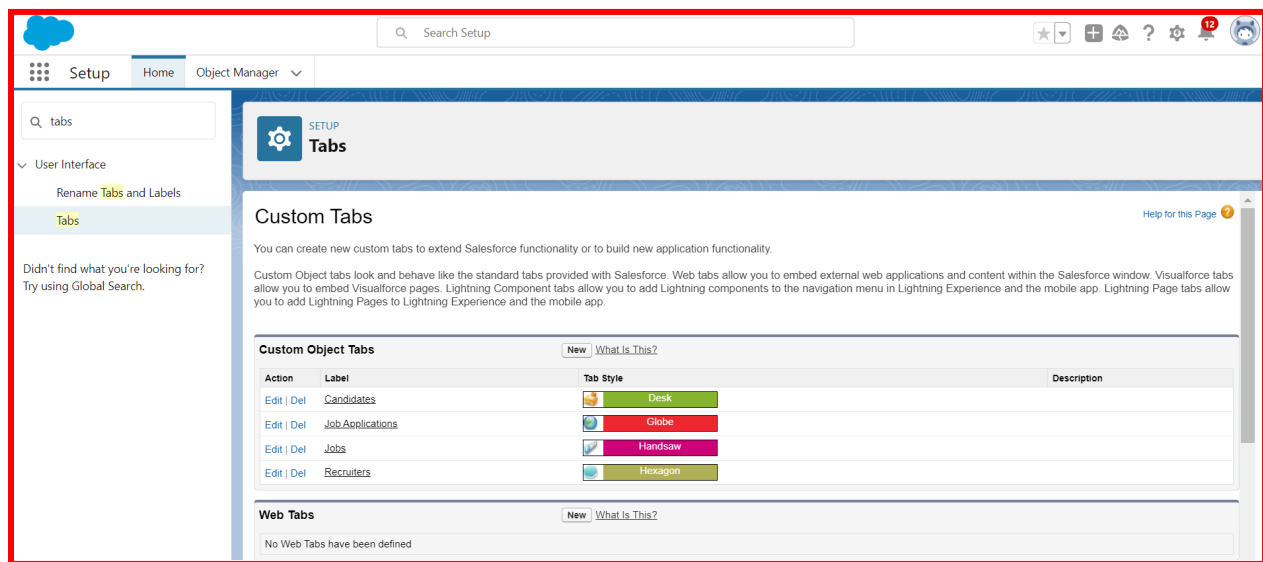 Search Setup
12
Setup
Home
Object Manager
tabs
User Interface
Rename Tabs and Labels
Tabs
Didn't find what you're looking for?
Try using Global Search.
SETUP
Tabs
Custom Tabs
Help for this Page
You can create new custom tabs to extend Salesforce functionality or to build new application functionality.
Custom Object tabs look and behave like the standard tabs provided with Salesforce. Web tabs allow you to embed external web applications and content within the Salesforce window. Visualforce tabs
allow you to embed Visualforce pages. Lightning Component tabs allow you to add Lightning components to the navigation menu in Lightning Experience and the mobile app. Lightning Page tabs allow
you to add Lightning Pages to Lightning Experience and the mobile app.
Custom Object Tabs New What Is This?
Action Label Tab Style Description
Edit | Del Candidates Desk
Edit | Del Job Applications Globe
Edit | Del Jobs Handsaw
Edit | Del Recruiters Hexagon
Web Tabs New What Is This?
No Web Tabs have been defined